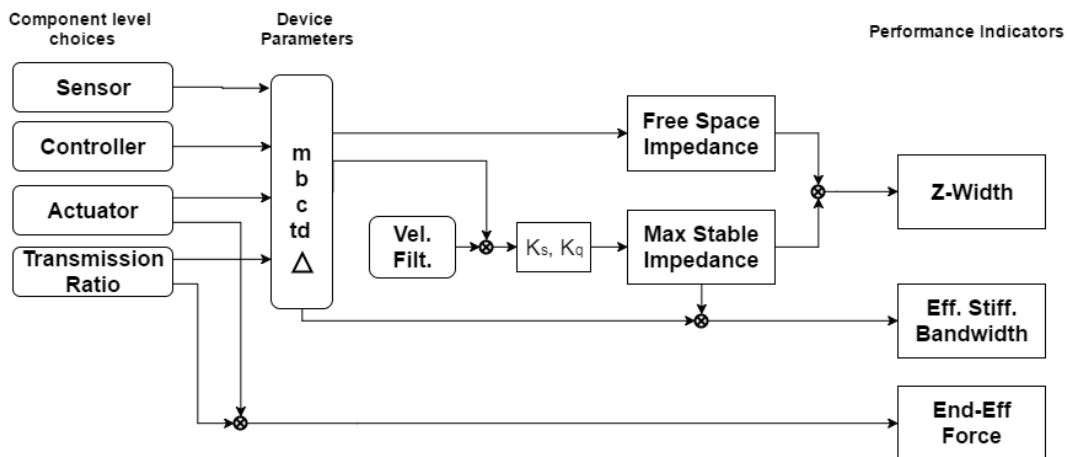 Component level
choices
Device
Parameters
Performance Indicators
Sensor
Controller
Actuator
Transmission
Ratio
m
b
c
td
Δ
Vel.
Filt.
Ks, Kq
Free Space
Impedance
Max Stable
Impedance
Z-Width
Eff. Stiff.
Bandwidth
End-Eff
Force